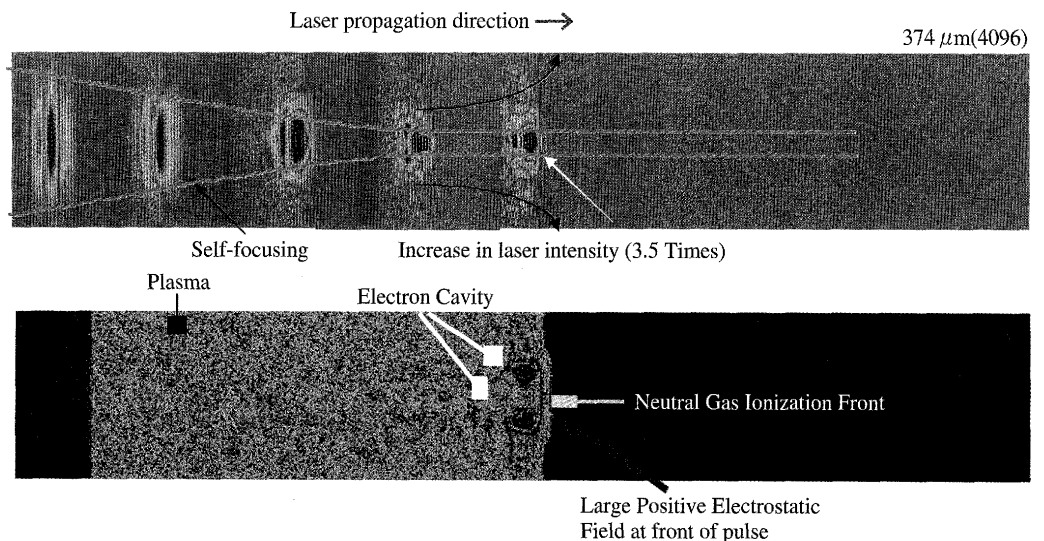 Laser propagation direction
374 μm(4096)
Self-focusing
Increase in laser intensity (3.5 Times)
Plasma
Electron Cavity
Neutral Gas Ionization Front
Large Positive Electrostatic
Field at front of pulse